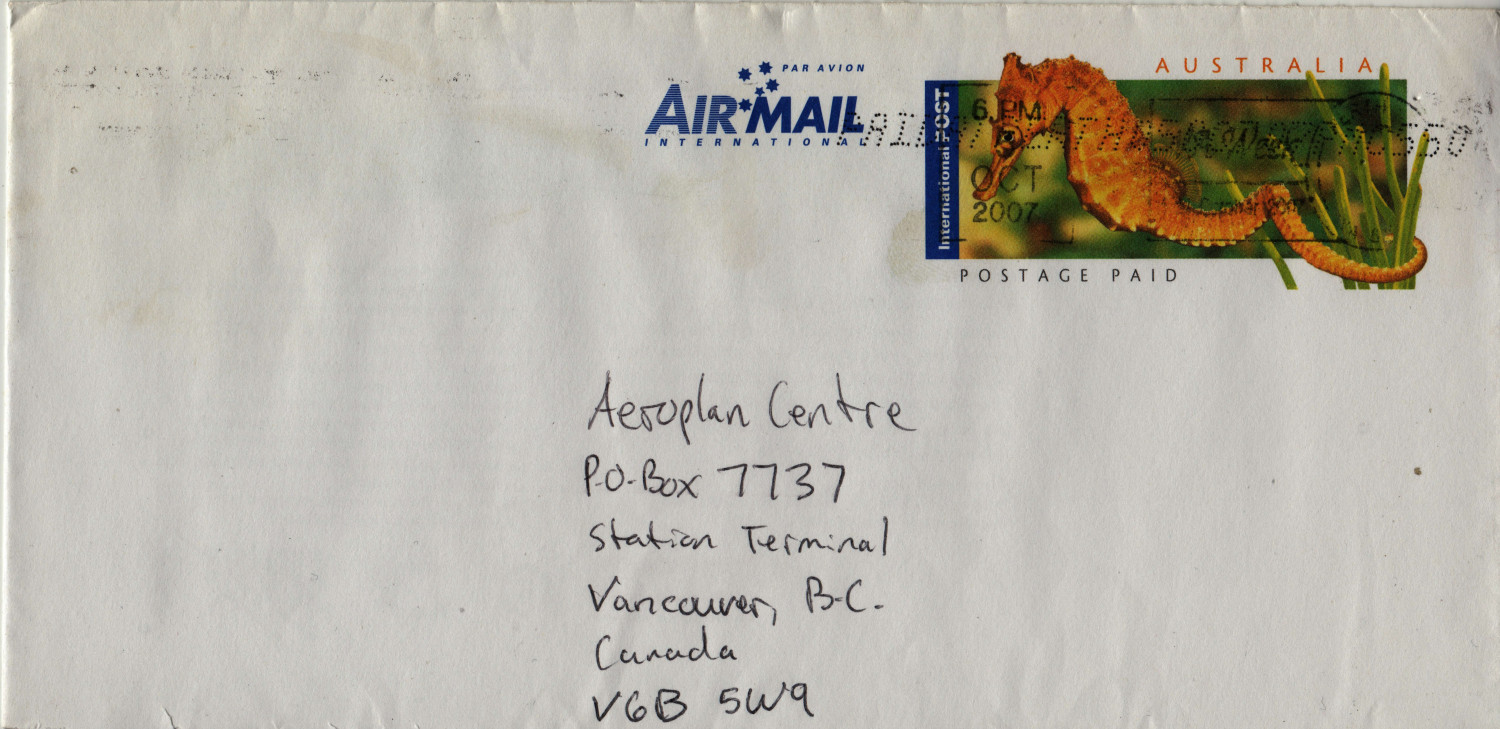 PAR AVION
AIR MAIL
INTERNATIONAL
AUSTRALIA
International POST
6 PM
OCT
2007
POSTAGE PAID
Aeroplan Centre
P.O. Box 7737
Station Terminal
Vancouver, B.C.
Canada
V6B 5W9